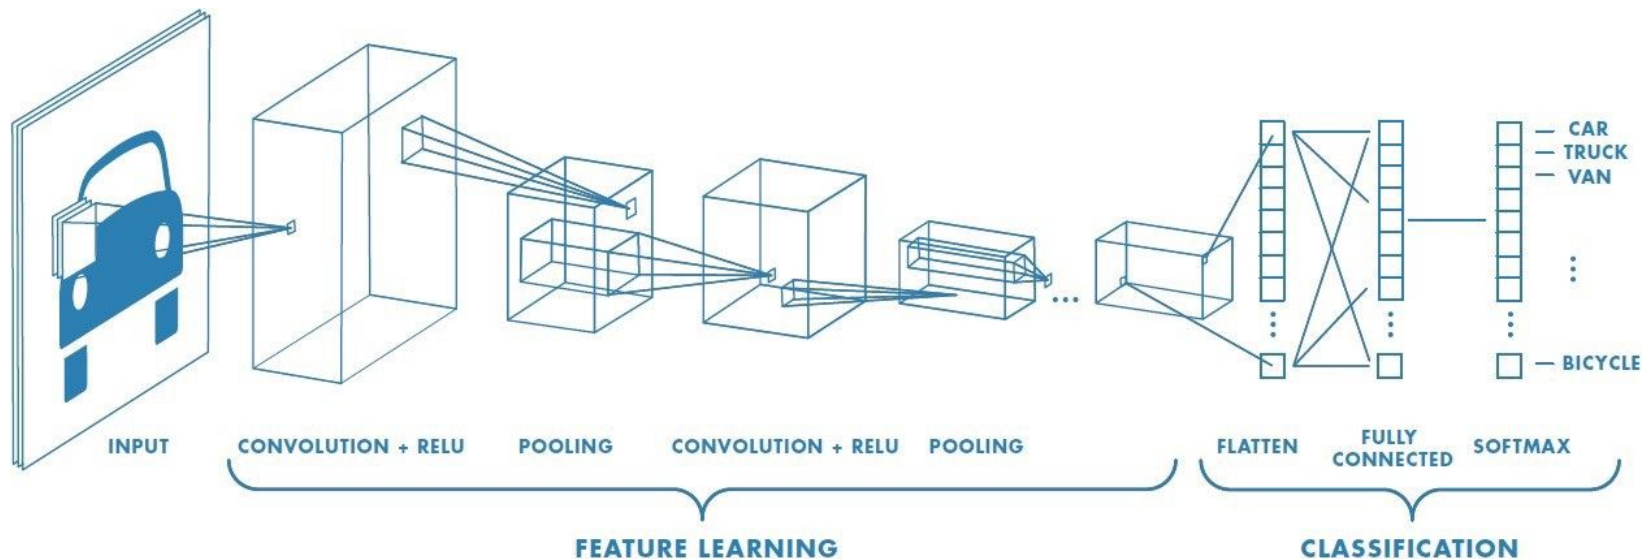 CAR
TRUCK
VAN
BICYCLE
INPUT
CONVOLUTION + RELU
POOLING
CONVOLUTION + RELU
POOLING
FLATTEN
FULLY
CONNECTED
SOFTMAX
FEATURE LEARNING
CLASSIFICATION